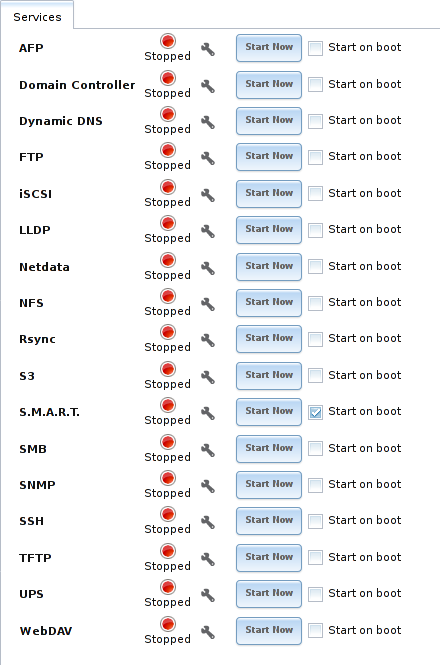 Services
AFP Stopped Start Now Start on boot
Domain Controller Stopped Start Now Start on boot
Dynamic DNS Stopped Start Now Start on boot
FTP Stopped Start Now Start on boot
iSCSI Stopped Start Now Start on boot
LLDP Stopped Start Now Start on boot
Netdata Stopped Start Now Start on boot
NFS Stopped Start Now Start on boot
Rsync Stopped Start Now Start on boot
S3 Stopped Start Now Start on boot
S.M.A.R.T. Stopped Start Now Start on boot
SMB Stopped Start Now Start on boot
SNMP Stopped Start Now Start on boot
SSH Stopped Start Now Start on boot
TFTP Stopped Start Now Start on boot
UPS Stopped Start Now Start on boot
WebDAV Stopped Start Now Start on boot